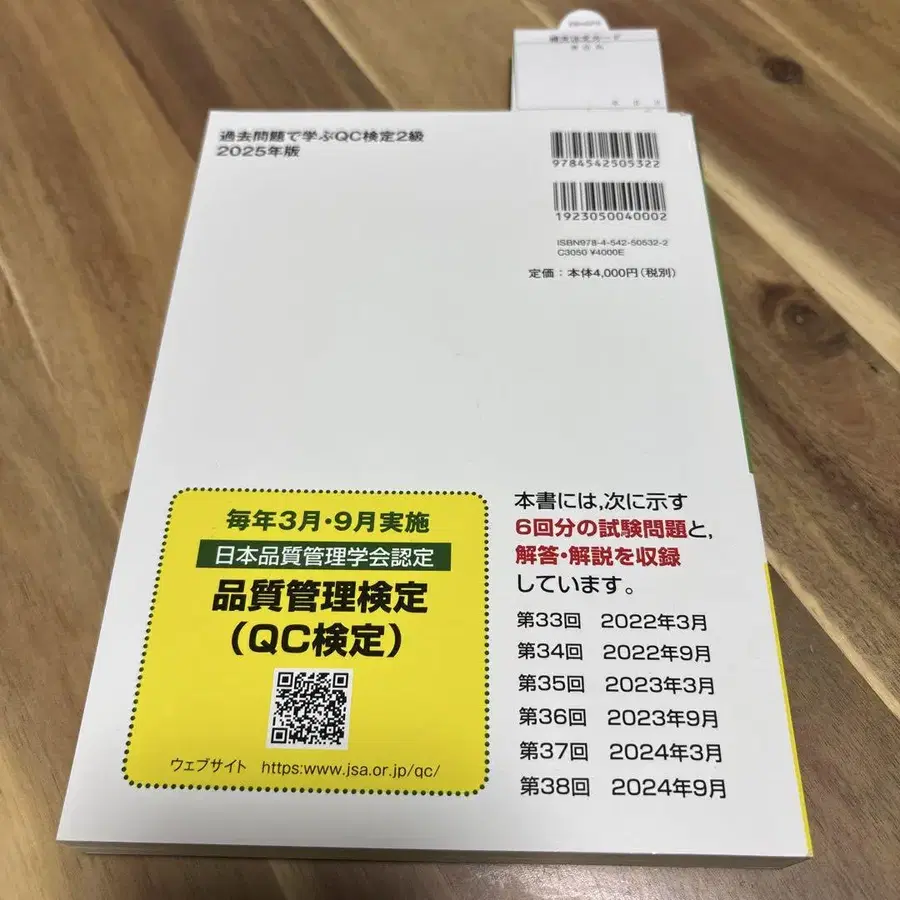 補充注文カード
過去問題で学ぶQC検定2級
2025年版
9784542505322
1923050040002
ISBN978-4-542-50532-2
C3050 ¥4000E
定価：本体4,000円（税別）
毎年3月・9月実施
日本品質管理学会認定
品質管理検定
（QC検定）
ウェブサイト https:www.jsa.or.jp/qc/
本書には,次に示す
6回分の試験問題と,
解答・解説を収録
しています。
第33回 2022年3月
第34回 2022年9月
第35回 2023年3月
第36回 2023年9月
第37回 2024年3月
第38回 2024年9月